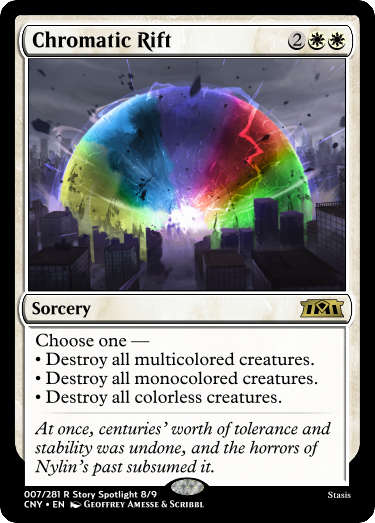 Chromatic Rift 2
Sorcery
Choose one —
• Destroy all multicolored creatures.
• Destroy all monocolored creatures.
• Destroy all colorless creatures.
At once, centuries' worth of tolerance and
stability was undone, and the horrors of
Nylin's past subsumed it.
007/281 R Story Spotlight 8/9
Stasis
CNY • EN Geoffrey Amesse & Scribbl